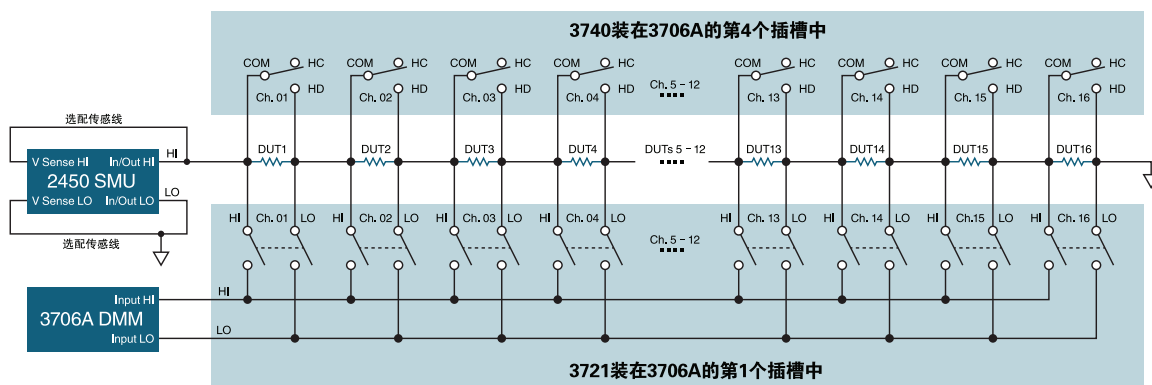 3740装在3706A的第4个插槽中
COM HC COM HC COM HC COM HC COM HC COM HC COM HC COM HC
Ch. 01 HD Ch. 02 HD Ch. 03 HD Ch. 04 HD Ch. 5 – 12 Ch. 13 HD Ch. 14 HD Ch. 15 HD Ch. 16 HD
选配传感线
V Sense HI In/Out HI HI DUT1 DUT2 DUT3 DUT4 DUTs 5 – 12 DUT13 DUT14 DUT15 DUT16
2450 SMU
V Sense LO In/Out LO LO
选配传感线
HI Ch. 01 LO HI Ch. 02 LO HI Ch. 03 LO HI Ch. 04 LO Ch. 5 – 12 HI Ch. 13 LO HI Ch. 14 LO HI Ch.15 LO HI Ch. 16 LO
Input HI HI
3706A DMM
Input LO LO
3721装在3706A的第1个插槽中